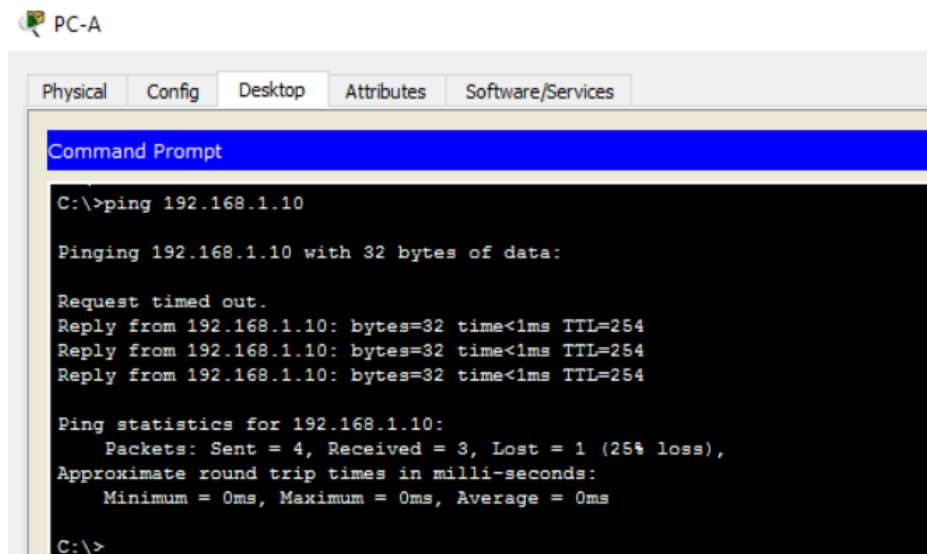 PC-A
Physical Config Desktop Attributes Software/Services
Command Prompt
C:\>ping 192.168.1.10
Pinging 192.168.1.10 with 32 bytes of data:
Request timed out.
Reply from 192.168.1.10: bytes=32 time<1ms TTL=254
Reply from 192.168.1.10: bytes=32 time<1ms TTL=254
Reply from 192.168.1.10: bytes=32 time<1ms TTL=254
Ping statistics for 192.168.1.10:
Packets: Sent = 4, Received = 3, Lost = 1 (25% loss),
Approximate round trip times in milli-seconds:
Minimum = 0ms, Maximum = 0ms, Average = 0ms
C:\>